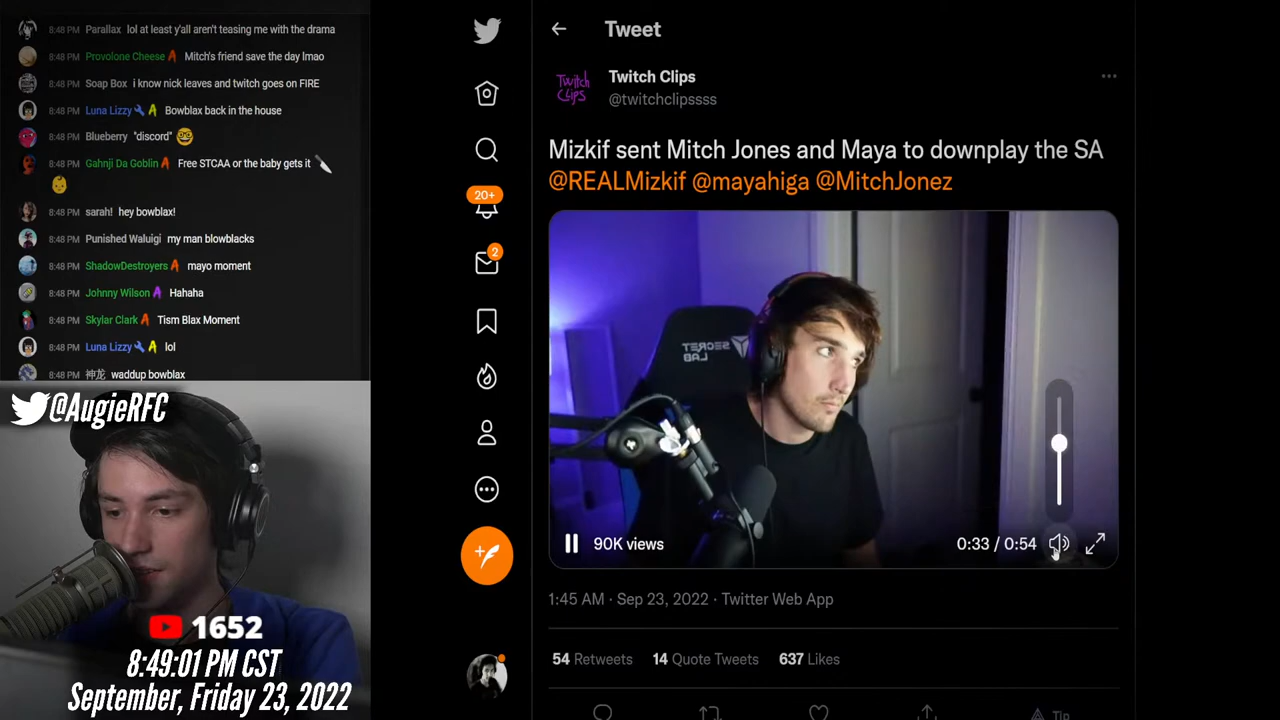 8:48 PM Parallax lol at least y'all aren't teasing me with the drama
8:48 PM Provolone Cheese Mitch's friend save the day lmao
8:48 PM Soap Box i know nick leaves and twitch goes on FIRE
8:48 PM Luna Lizzy Bowblax back in the house
8:48 PM Blueberry "discord"
8:48 PM Gahnji Da Goblin Free STCAA or the baby gets it
8:48 PM sarah! hey bowblax!
8:48 PM Punished Waluigi my man blowblacks
8:48 PM ShadowDestroyers mayo moment
8:48 PM Johnny Wilson Hahaha
8:48 PM Skylar Clark Tism Blax Moment
8:48 PM Luna Lizzy lol
8:48 PM 神龙 waddup bowblax
@AugieRFC
1652
8:49:01 PM CST
September, Friday 23, 2022
20+
2
Tweet
Twitch Clips
Twitch Clips
@twitchclipssss
Mizkif sent Mitch Jones and Maya to downplay the SA
@REALMizkif @mayahiga @MitchJonez
SECRET
LAB
90K views
0:33 / 0:54
1:45 AM · Sep 23, 2022 · Twitter Web App
54 Retweets 14 Quote Tweets 637 Likes
Tip